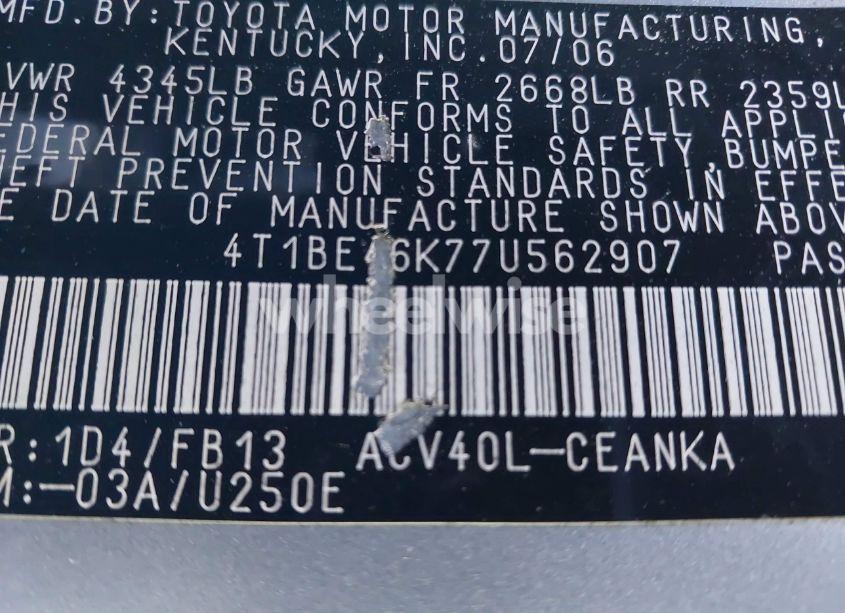 MFD.BY:TOYOTA MOTOR MANUFACTURING,
KENTUCKY,INC.07/06
VWR 4345LB GAWR FR 2668LB RR 2359L
HIS VEHICLE CONFORMS TO ALL APPLI
EDERAL MOTOR VEHICLE SAFETY,BUMPE
HEFT PREVENTION STANDARDS IN EFFE
E DATE OF MANUFACTURE SHOWN ABOV
4T1BE46K77U562907 PAS
wheelwise
R:1D4/FB13 ACV40L-CEANKA
M:-03A/U250E